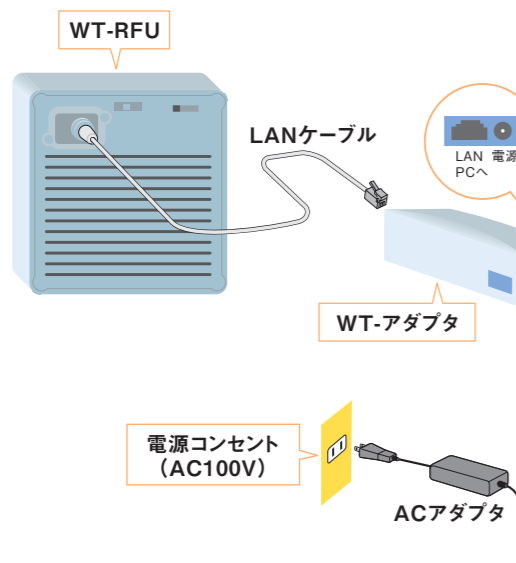 WT-RFU
LANケーブル
LAN 電源
PCへ
WT-アダプタ
電源コンセント
（AC100V）
ACアダプタ